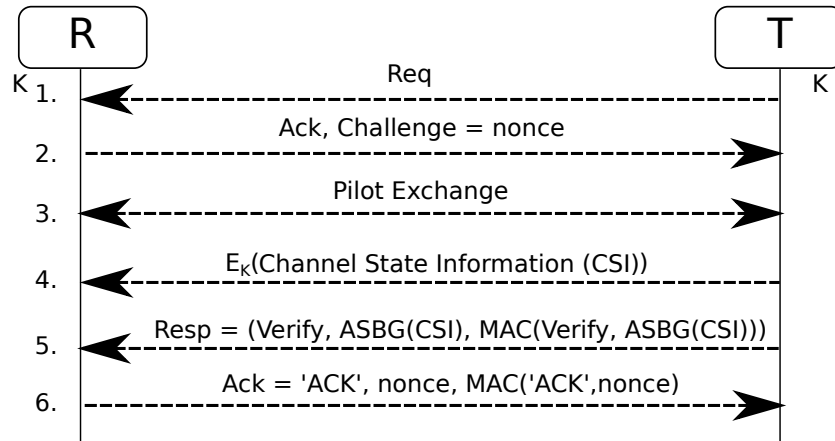 R
T
K
K
1.
Req
2.
Ack, Challenge = nonce
3.
Pilot Exchange
4.
E_K(Channel State Information (CSI))
5.
Resp = (Verify, ASBG(CSI), MAC(Verify, ASBG(CSI)))
6.
Ack = 'ACK', nonce, MAC('ACK',nonce)